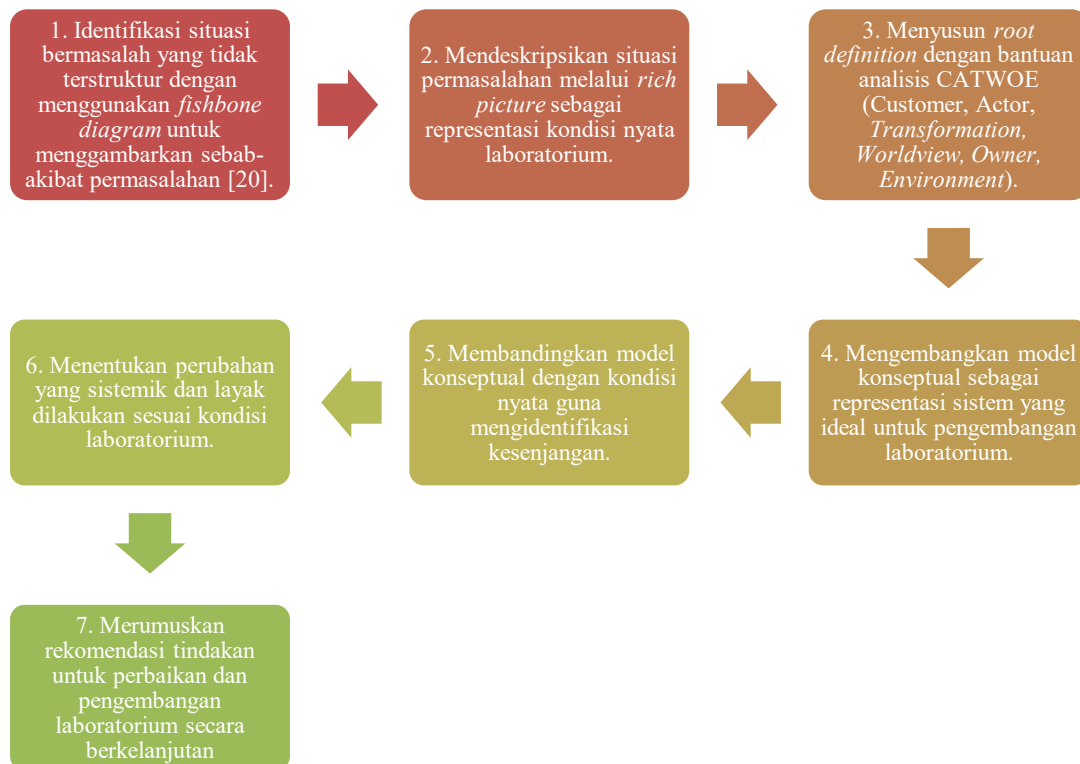 1. Identifikasi situasi
bermasalah yang tidak
terstruktur dengan
menggunakan fishbone
diagram untuk
menggambarkan sebab-
akibat permasalahan [20].
2. Mendeskripsikan situasi
permasalahan melalui rich
picture sebagai
representasi kondisi nyata
laboratorium.
3. Menyusun root
definition dengan bantuan
analisis CATWOE
(Customer, Actor,
Transformation,
Worldview, Owner,
Environment).
4. Mengembangkan model
konseptual sebagai
representasi sistem yang
ideal untuk pengembangan
laboratorium.
5. Membandingkan model
konseptual dengan kondisi
nyata guna
mengidentifikasi
kesenjangan.
6. Menentukan perubahan
yang sistemik dan layak
dilakukan sesuai kondisi
laboratorium.
7. Merumuskan
rekomendasi tindakan
untuk perbaikan dan
pengembangan
laboratorium secara
berkelanjutan